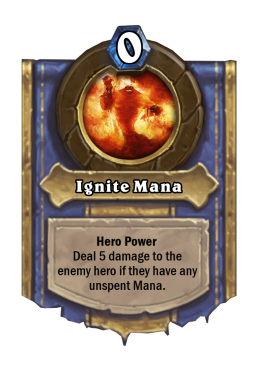 0
Ignite Mana
Hero Power
Deal 5 damage to the
enemy hero if they have any
unspent Mana.